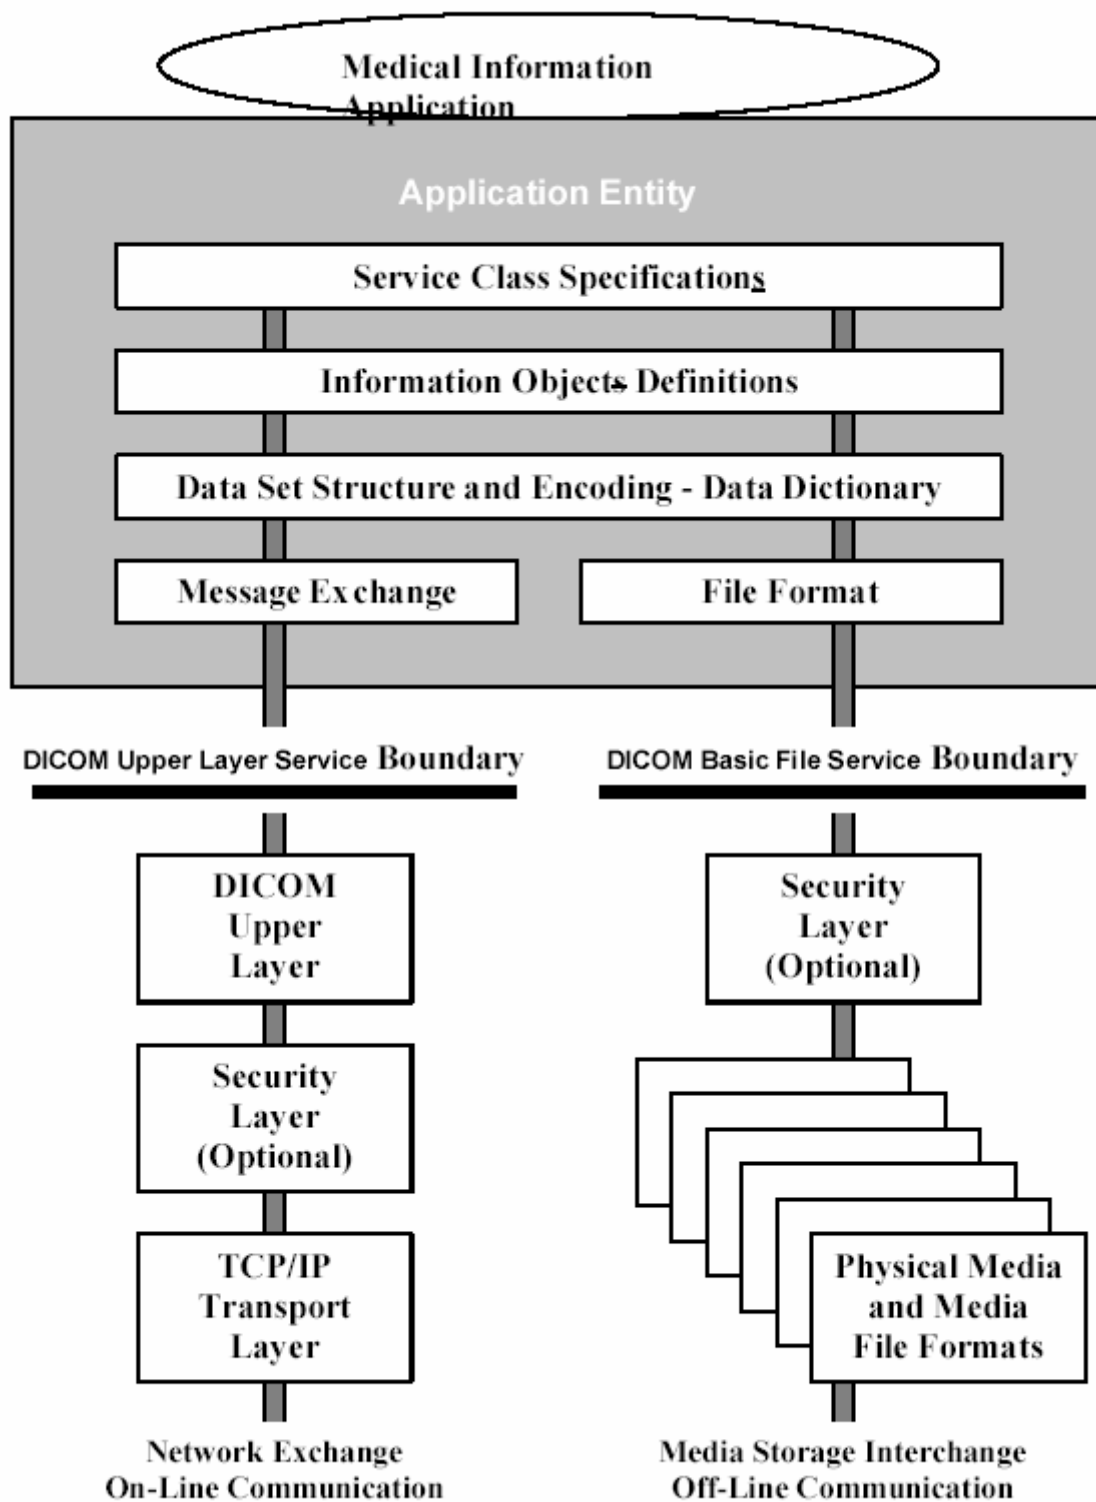 Medical Information
Application
Application Entity
Service Class Specifications
Information Objects Definitions
Data Set Structure and Encoding - Data Dictionary
Message Exchange
File Format
DICOM Upper Layer Service Boundary
DICOM Basic File Service Boundary
DICOM
Upper
Layer
Security
Layer
(Optional)
Security
Layer
(Optional)
TCP/IP
Transport
Layer
Physical Media
and Media
File Formats
Network Exchange
On-Line Communication
Media Storage Interchange
Off-Line Communication